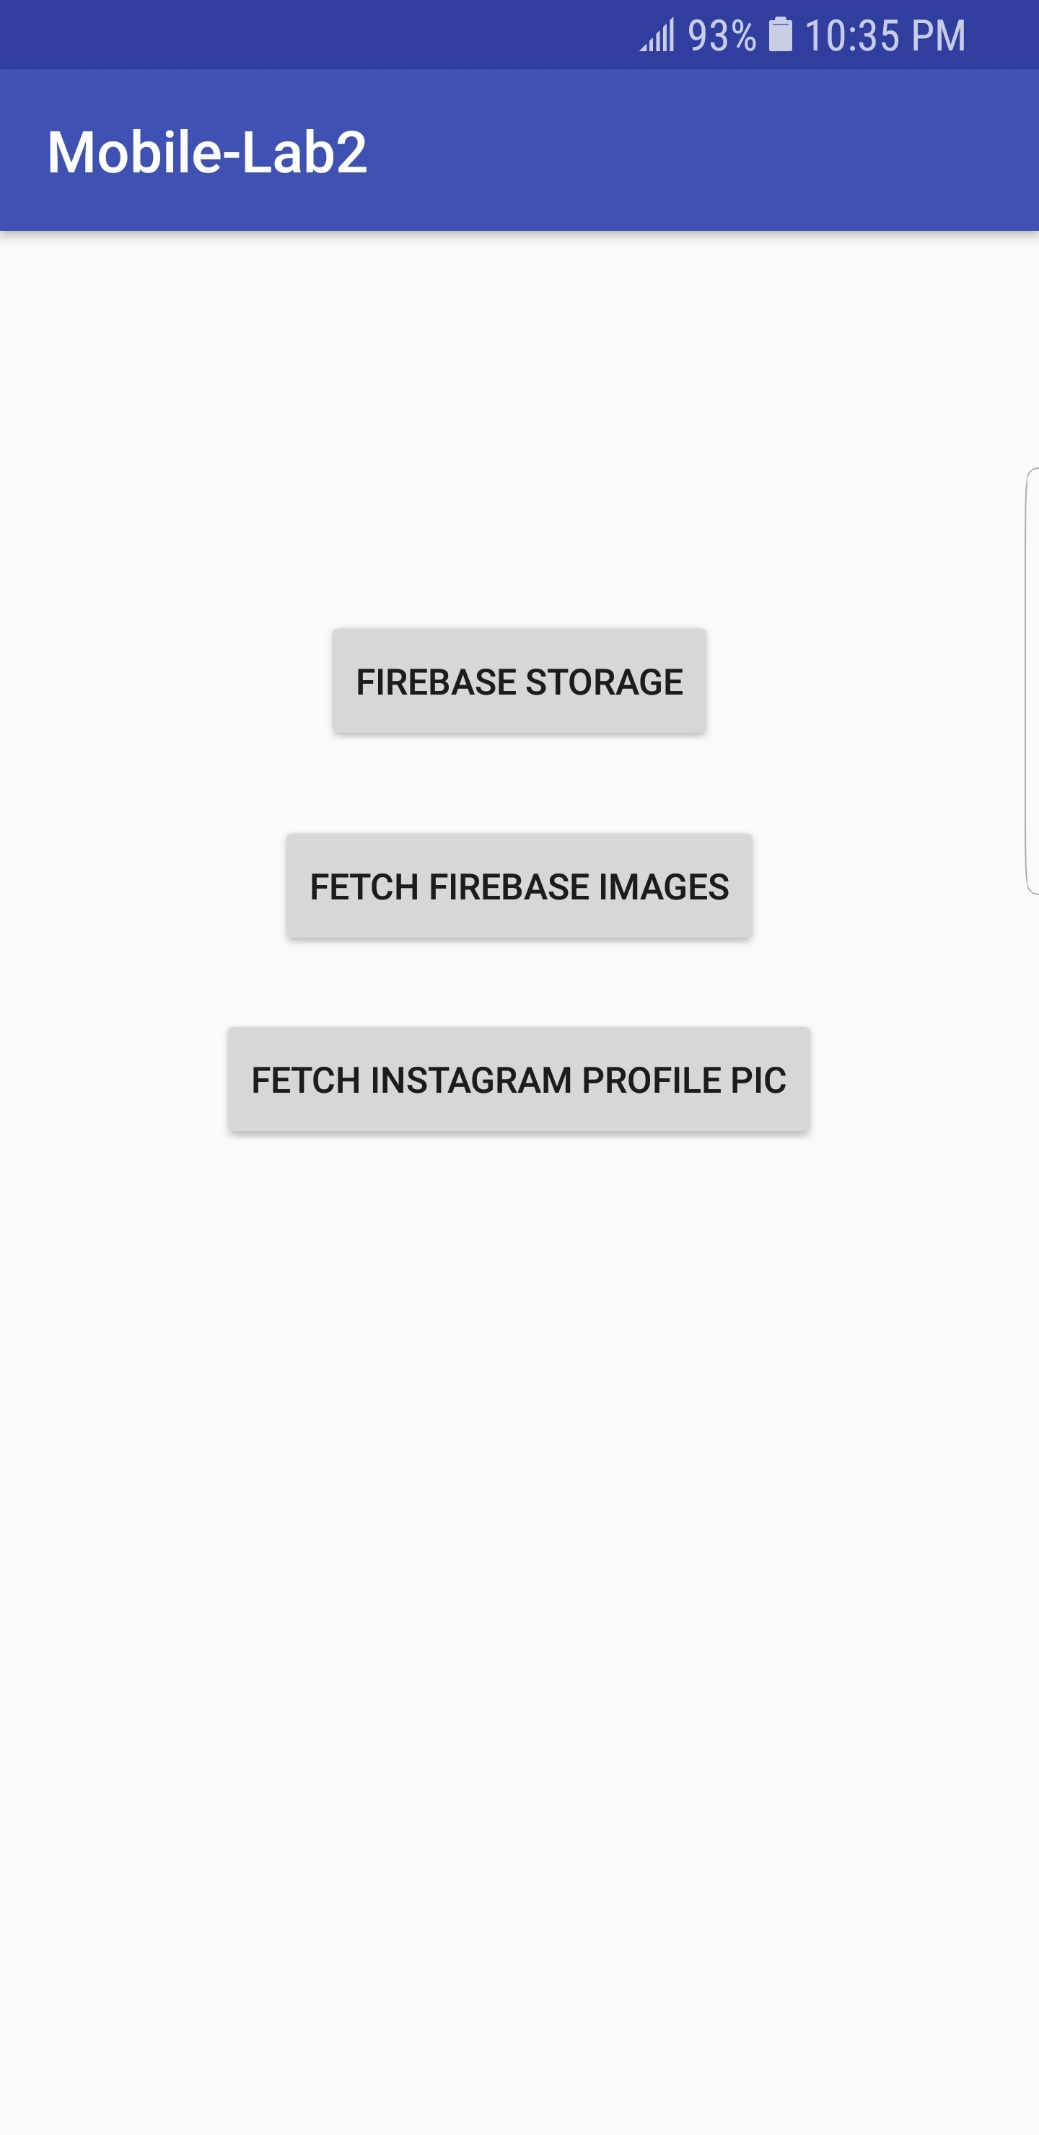 93% 10:35 PM
Mobile-Lab2
FIREBASE STORAGE
FETCH FIREBASE IMAGES
FETCH INSTAGRAM PROFILE PIC